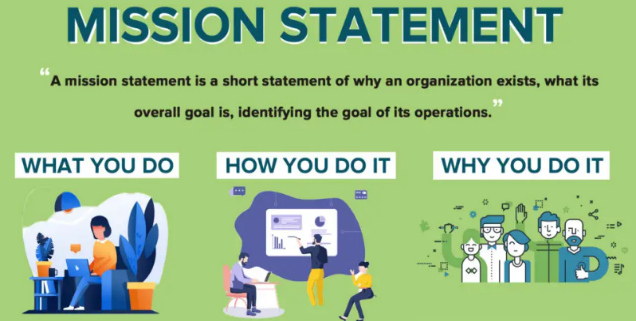 MISSION STATEMENT
“A mission statement is a short statement of why an organization exists, what its
overall goal is, identifying the goal of its operations.”
WHAT YOU DO
HOW YOU DO IT
WHY YOU DO IT